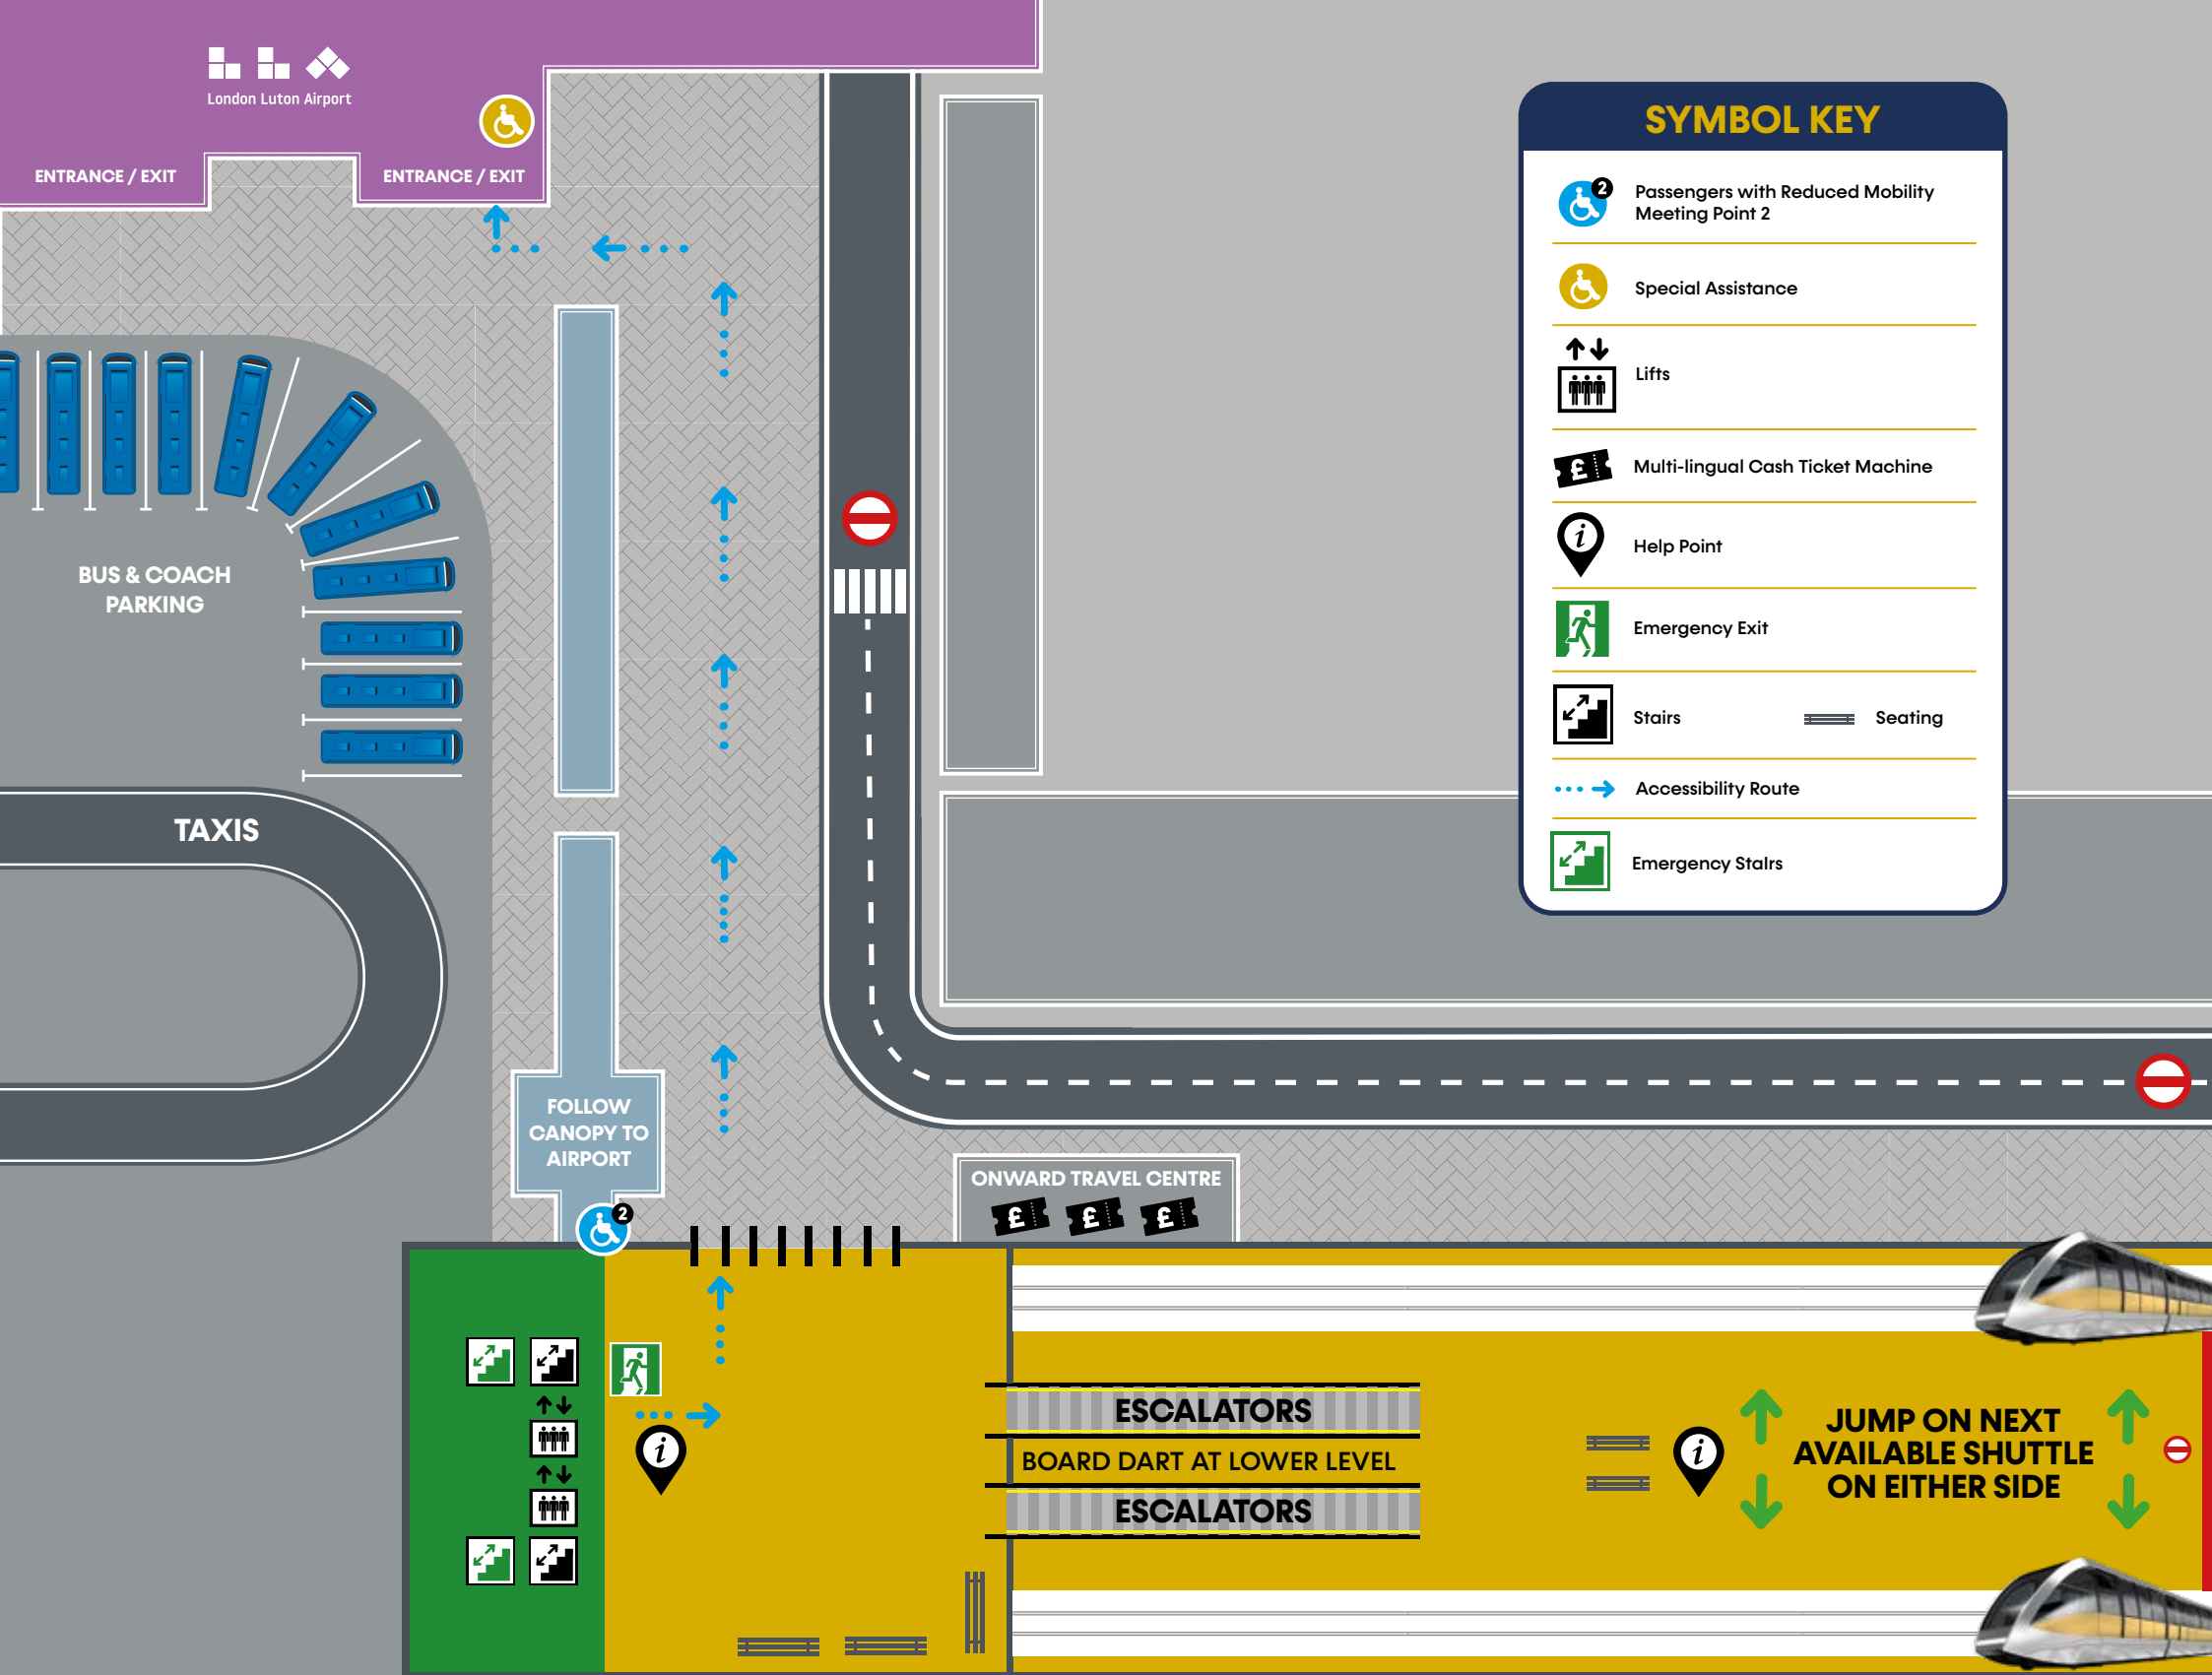 London Luton Airport
ENTRANCE / EXIT
ENTRANCE / EXIT
SYMBOL KEY
2
Passengers with Reduced Mobility
Meeting Point 2
Special Assistance
Lifts
£
Multi-lingual Cash Ticket Machine
i
Help Point
Emergency Exit
Stairs
Seating
Accessibility Route
Emergency StaIrs
BUS & COACH
PARKING
TAXIS
FOLLOW
CANOPY TO
AIRPORT
2
ONWARD TRAVEL CENTRE
£ £ £
ESCALATORS
BOARD DART AT LOWER LEVEL
ESCALATORS
i
i
JUMP ON NEXT
AVAILABLE SHUTTLE
ON EITHER SIDE